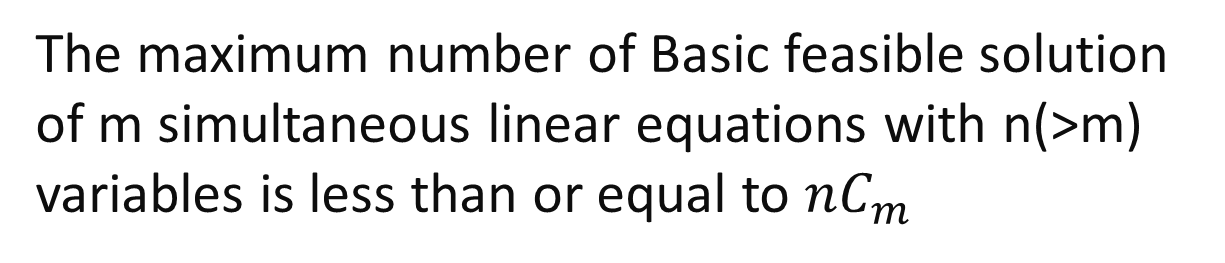 The maximum number of Basic feasible solution
of m simultaneous linear equations with n(>m)
variables is less than or equal to $nC_m$